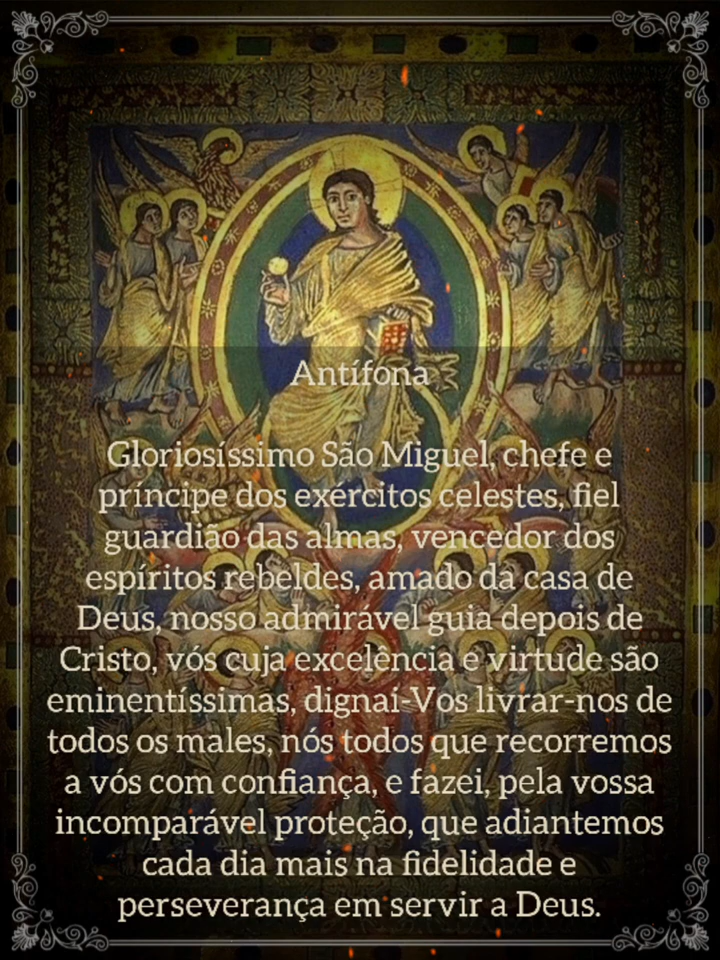 Antífona
Gloriosíssimo São Miguel, chefe e
príncipe dos exércitos celestes, fiel
guardião das almas, vencedor dos
espíritos rebeldes, amado da casa de
Deus, nosso admirável guia depois de
Cristo, vós cuja excelência e virtude são
eminentíssimas, dignaí-Vos livrar-nos de
todos os males, nós todos que recorremos
a vós com confiança, e fazei, pela vossa
incomparável proteção, que adiantemos
cada dia mais na fidelidade e
perseverança em servir a Deus.